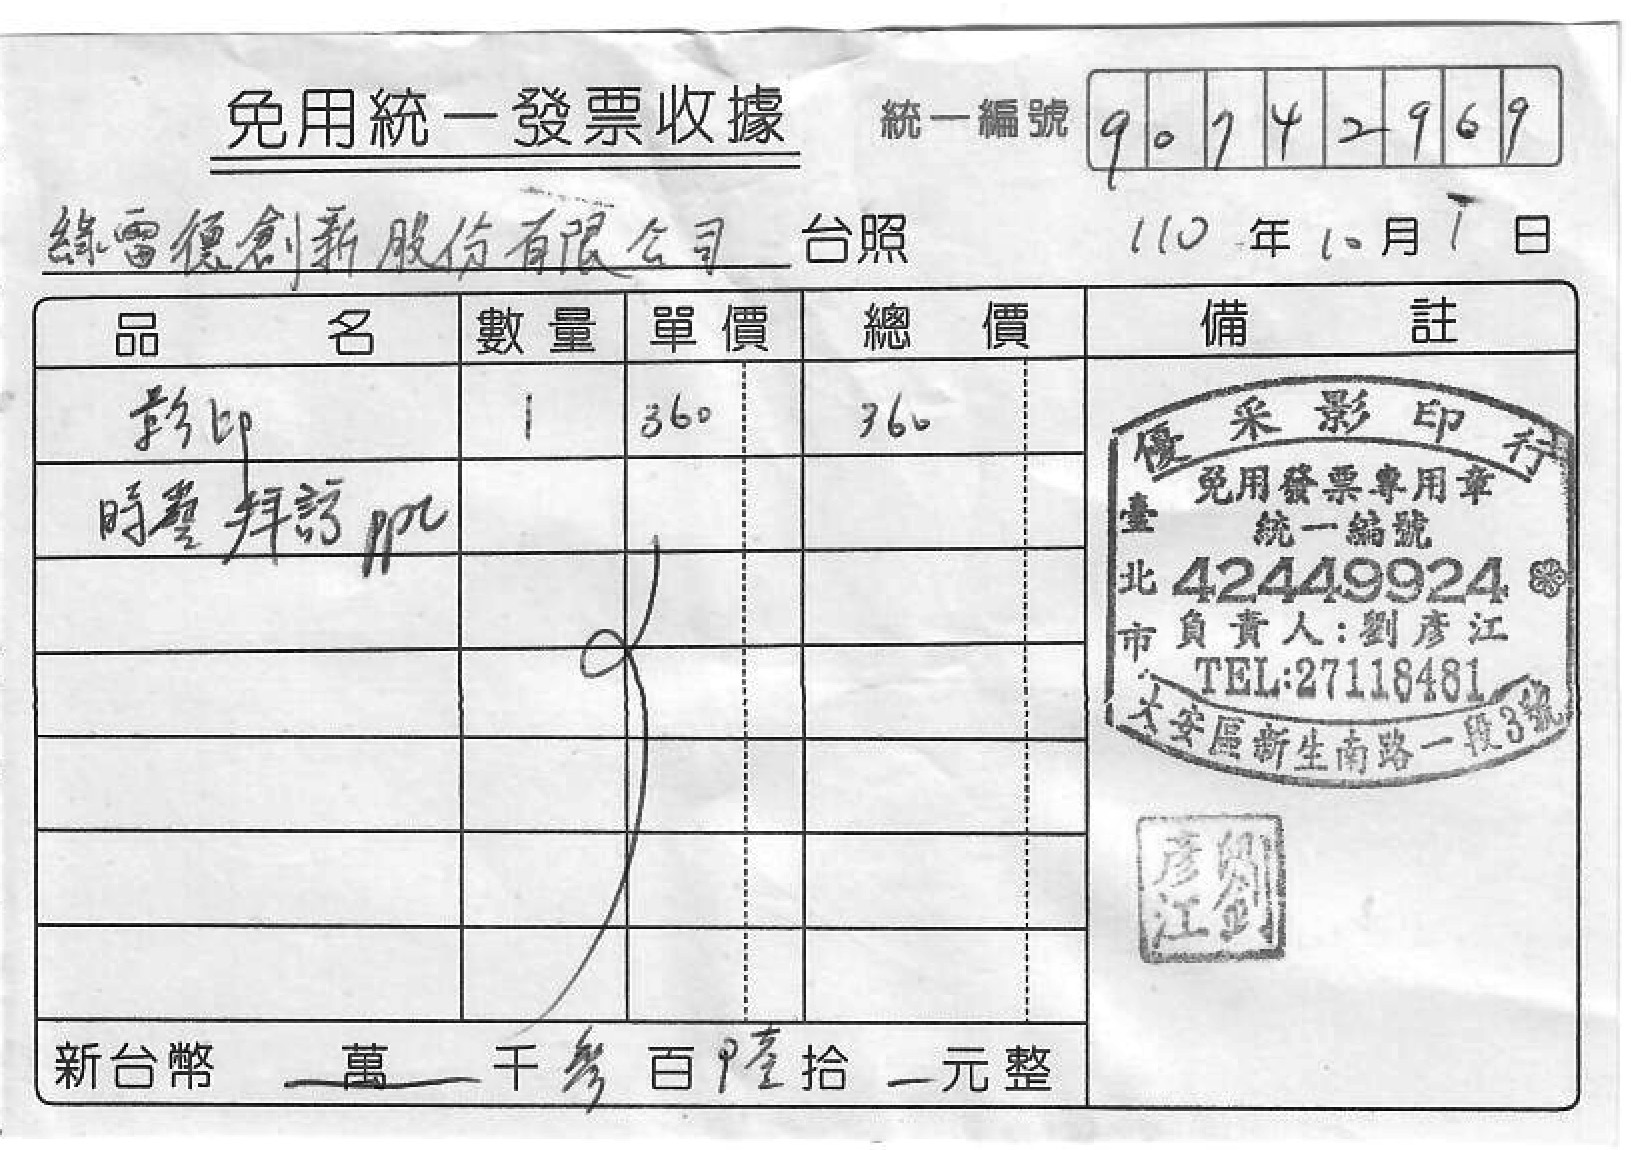 免用統一發票收據
統一編號 90742969
綠雷德創新股份有限公司 台照
110 年 10 月 1 日
品名 數量 單價 總價 備註
影印 1 360 360
時藝 拜訪 ppt
新台幣 萬 千 參 百 陸 拾 元整
優采影印行
免用發票專用章
統一編號
42449924
負責人:劉彥江
TEL:27118481
臺北市
大安區新生南路一段3號
劉彥江